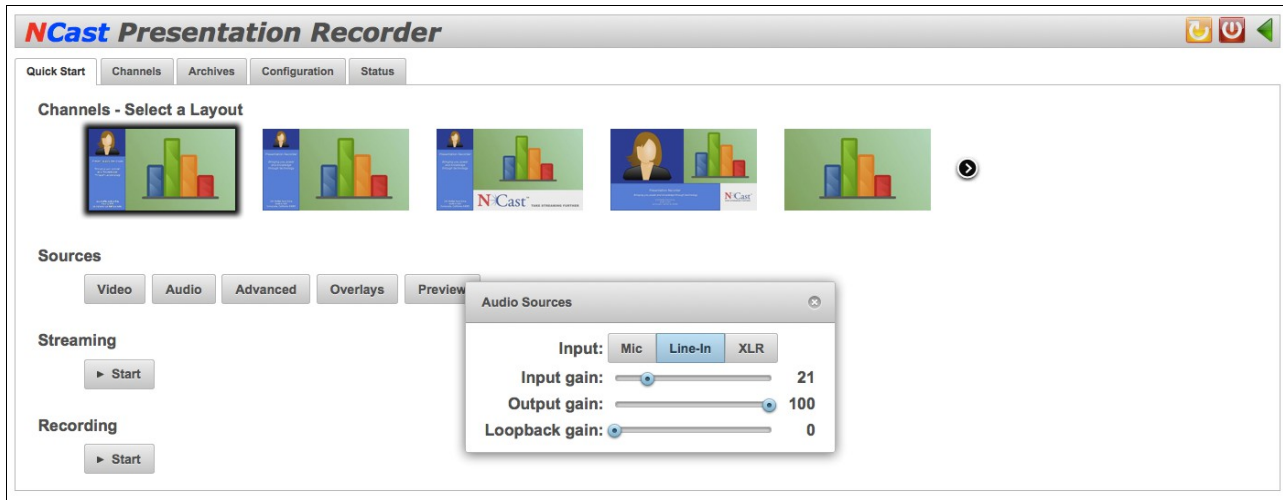 NCast Presentation Recorder
Quick Start Channels Archives Configuration Status
Channels - Select a Layout
N Cast
N Cast
Sources
Video Audio Advanced Overlays Preview
Audio Sources
Input: Mic Line-In XLR
Input gain: 21
Output gain: 100
Loopback gain: 0
Streaming
► Start
Recording
► Start